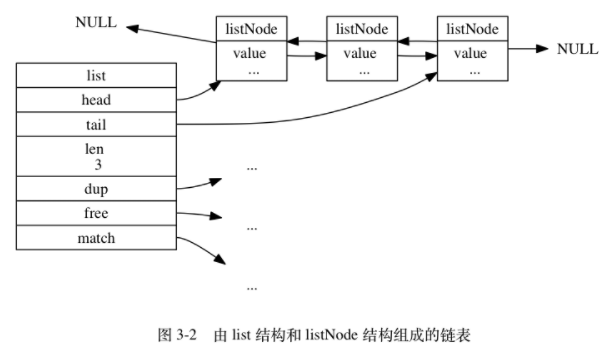 NULL
listNode
value
...
listNode
value
...
listNode
value
...
NULL
list
head
tail
len
3
dup
free
match
...
...
...
图 3-2 由 list 结构和 listNode 结构组成的链表